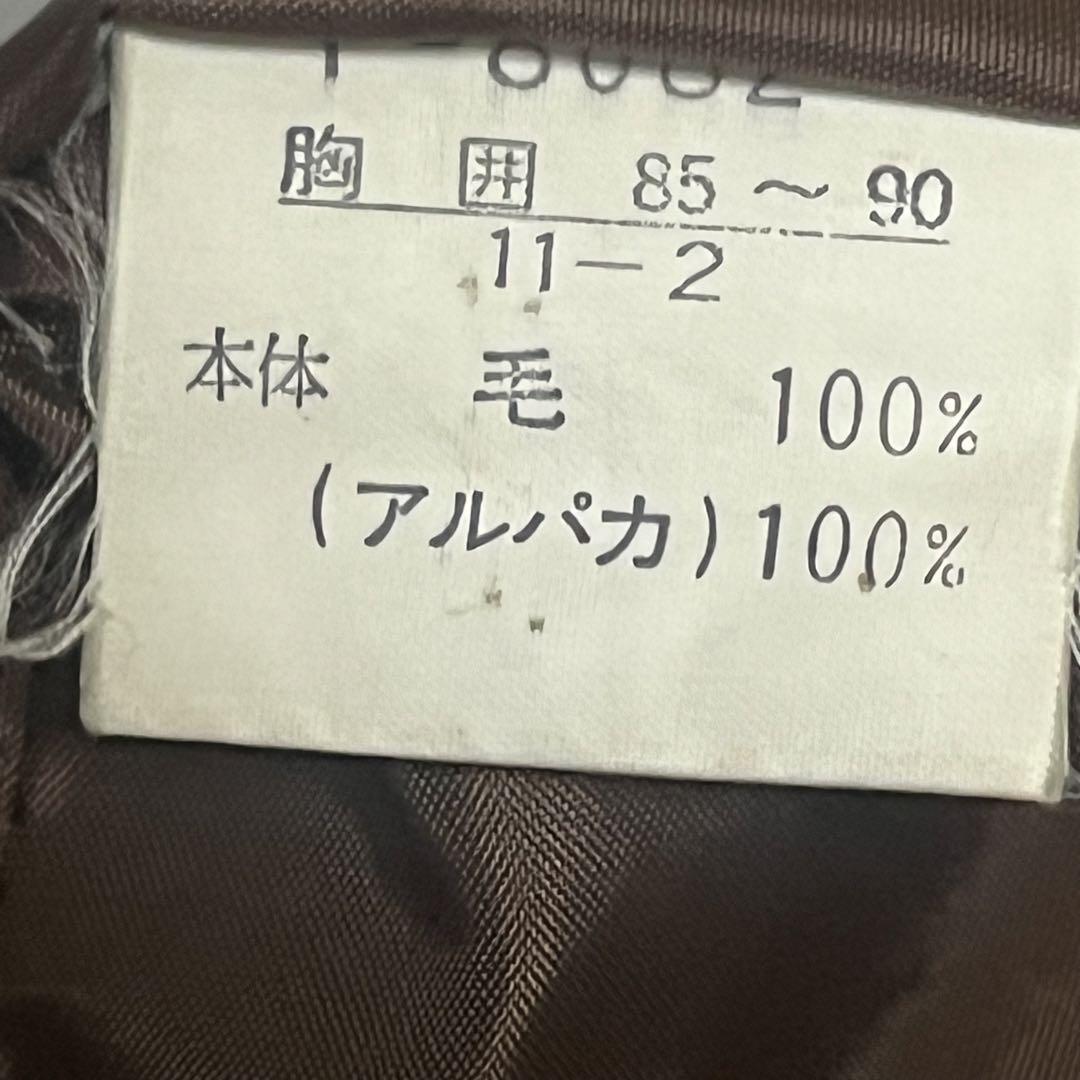 胸 囲 85 〜 90
11-2
本体 毛 100%
(アルパカ) 100%